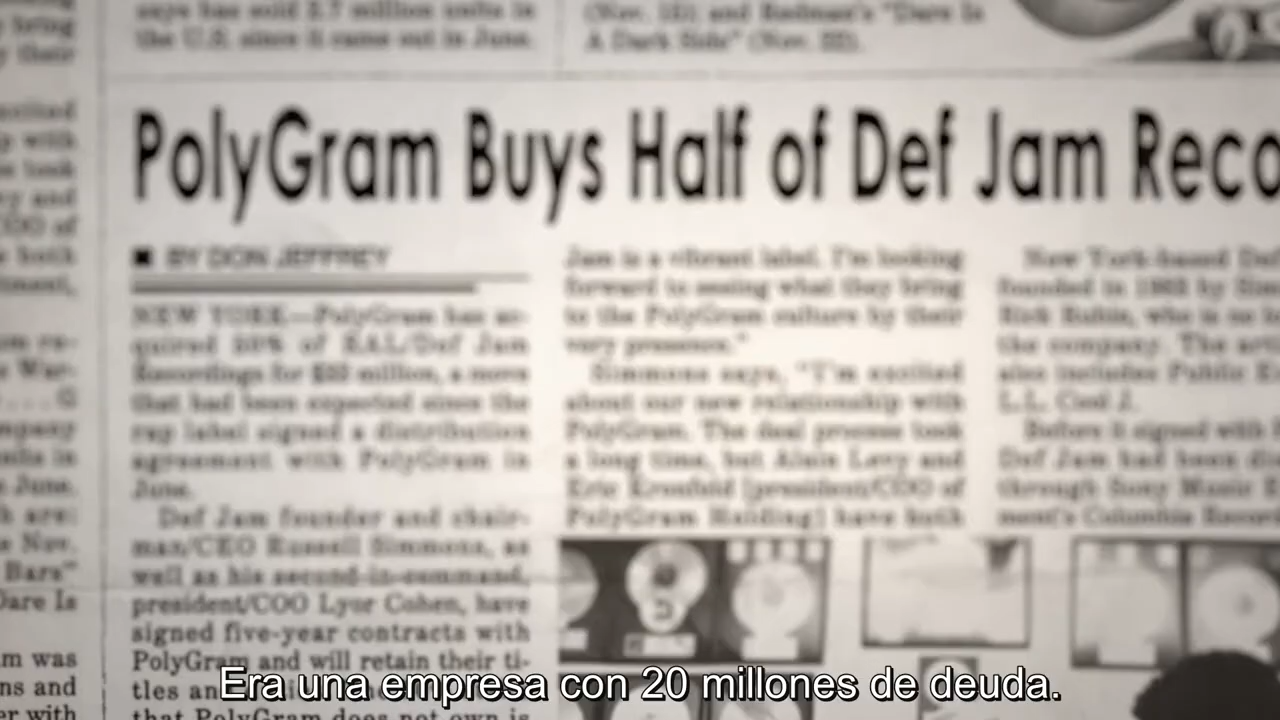 says has sold 2.7 million units in
the U.S. since it came out in June.
(Nov. 15) and Redman's "Dare Is
A Dark Side" (Nov. 22).
PolyGram Buys Half of Def Jam Reco
■ BY DON JEFFREY
NEW YORK—PolyGram has ac-
quired 50% of RAL/Def Jam
Recordings for $33 million, a move
that had been expected since the
rap label signed a distribution
agreement with PolyGram in
June.
Def Jam founder and chair-
man/CEO Russell Simmons, as
well as his second-in-command,
president/COO Lyor Cohen, have
signed five-year contracts with
PolyGram and will retain their ti-
tles an
that PolyGram does not own is
Jam is a vibrant label. I'm looking
forward to seeing what they bring
to the PolyGram culture by their
very presence."
Simmons says, "I'm excited
about our new relationship with
PolyGram. The deal process took
a long time, but Alain Levy and
Eric Kronfeld [president/COO of
PolyGram Holding] have both
New York-based Def
founded in 1985 by Sim
Rick Rubin, who is no lo
the company. The arti
also includes Public E
L.L. Cool J.
Before it signed with
Def Jam had been dis
through Sony Music E
ment's Columbia Record
Era una empresa con 20 millones de deuda.